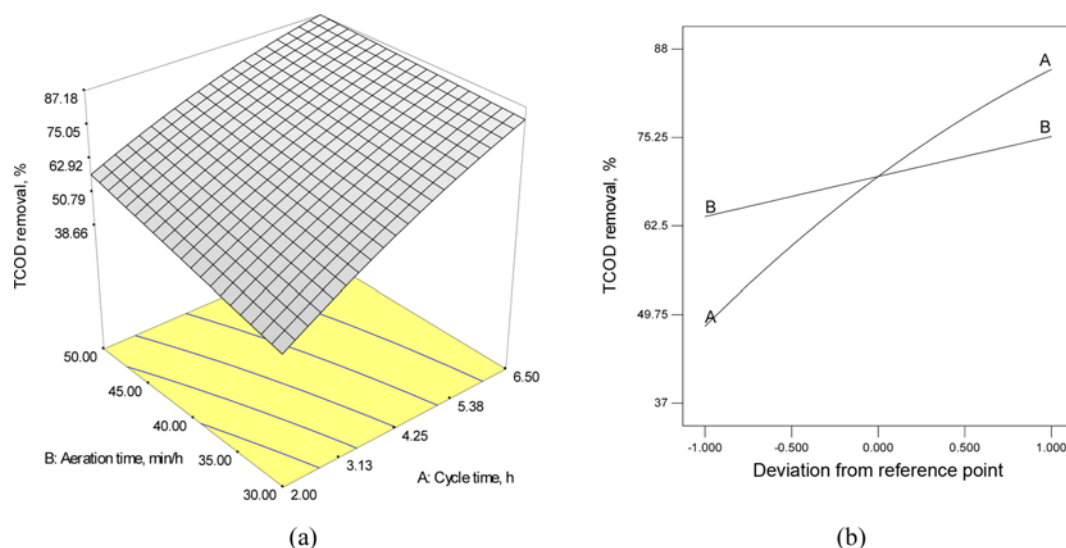 87.18
75.05
62.92
50.79
38.66
TCOD removal, %
50.00
45.00
40.00
35.00
30.00
B: Aeration time, min/h
2.00
3.13
4.25
5.38
6.50
A: Cycle time, h
(a)
88
75.25
62.5
49.75
37
TCOD removal, %
A
B
B
A
-1.000
-0.500
0.000
0.500
1.000
Deviation from reference point
(b)